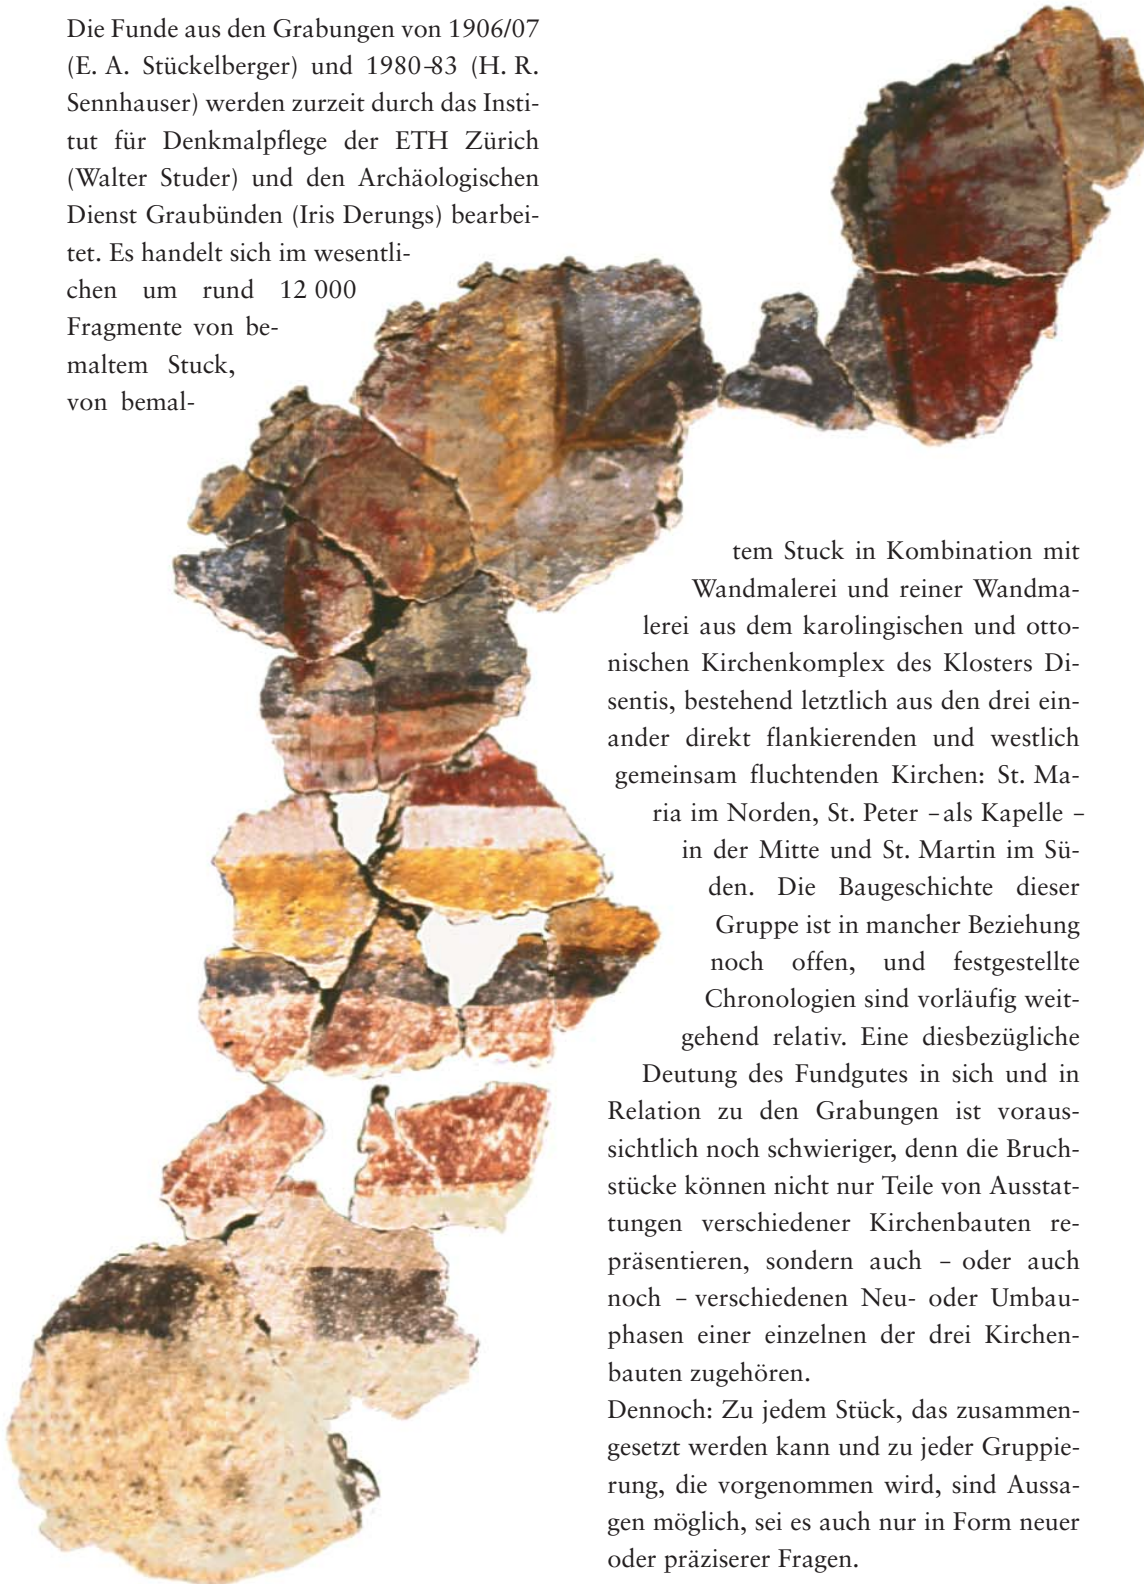 Die Funde aus den Grabungen von 1906/07
(E. A. Stückelberger) und 1980–83 (H. R.
Sennhauser) werden zurzeit durch das Insti-
tut für Denkmalpflege der ETH Zürich
(Walter Studer) und den Archäologischen
Dienst Graubünden (Iris Derungs) bearbei-
tet. Es handelt sich im wesentli-
chen um rund 12 000
Fragmente von be-
maltem Stuck,
von bemal-
tem Stuck in Kombination mit
Wandmalerei und reiner Wandma-
lerei aus dem karolingischen und otto-
nischen Kirchenkomplex des Klosters Di-
sentis, bestehend letztlich aus den drei ein-
ander direkt flankierenden und westlich
gemeinsam fluchtenden Kirchen: St. Ma-
ria im Norden, St. Peter – als Kapelle –
in der Mitte und St. Martin im Sü-
den. Die Baugeschichte dieser
Gruppe ist in mancher Beziehung
noch offen, und festgestellte
Chronologien sind vorläufig weit-
gehend relativ. Eine diesbezügliche
Deutung des Fundgutes in sich und in
Relation zu den Grabungen ist voraus-
sichtlich noch schwieriger, denn die Bruch-
stücke können nicht nur Teile von Ausstat-
tungen verschiedener Kirchenbauten re-
präsentieren, sondern auch – oder auch
noch – verschiedenen Neu- oder Umbau-
phasen einer einzelnen der drei Kirchen-
bauten zugehören.
Dennoch: Zu jedem Stück, das zusammen-
gesetzt werden kann und zu jeder Gruppie-
rung, die vorgenommen wird, sind Aussa-
gen möglich, sei es auch nur in Form neuer
oder präziserer Fragen.